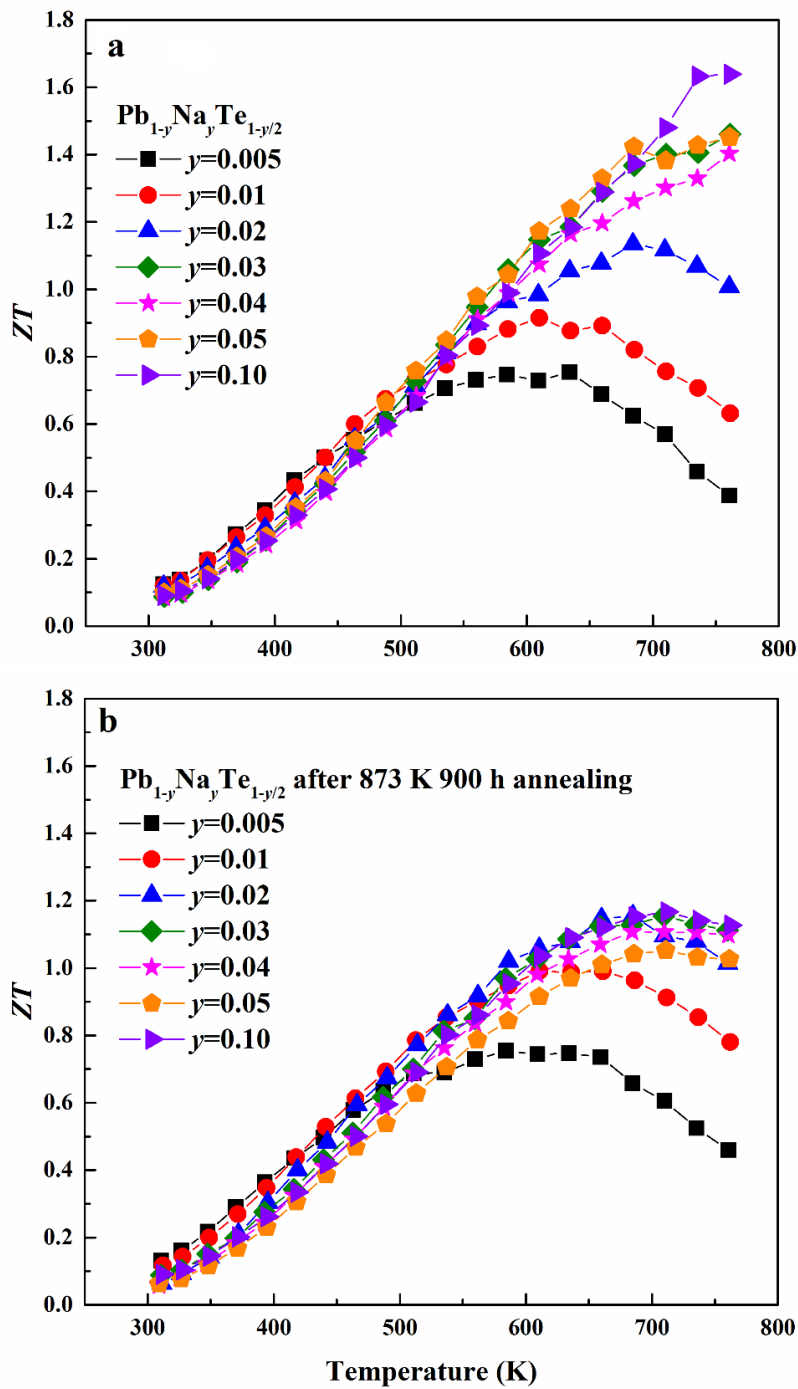 a
Pb1-yNayTe1-y/2
y=0.005
y=0.01
y=0.02
y=0.03
y=0.04
y=0.05
y=0.10
ZT
1.8
1.6
1.4
1.2
1.0
0.8
0.6
0.4
0.2
0.0
300 400 500 600 700 800
b
Pb1-yNayTe1-y/2 after 873 K 900 h annealing
y=0.005
y=0.01
y=0.02
y=0.03
y=0.04
y=0.05
y=0.10
ZT
1.8
1.6
1.4
1.2
1.0
0.8
0.6
0.4
0.2
0.0
300 400 500 600 700 800
Temperature (K)